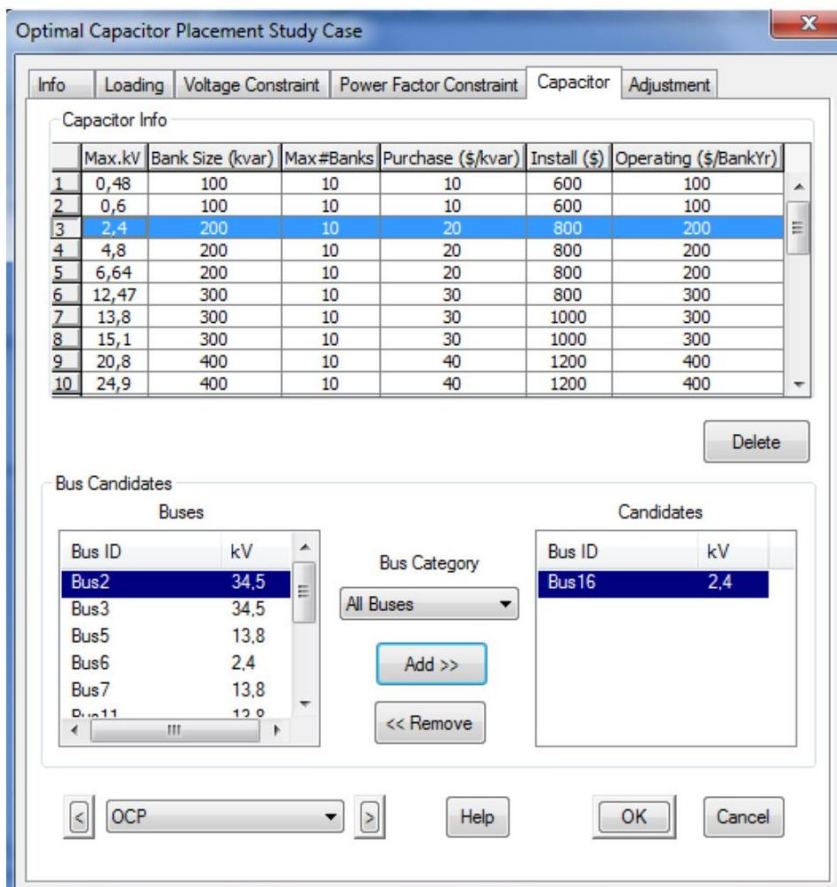 Optimal Capacitor Placement Study Case
Info Loading Voltage Constraint Power Factor Constraint Capacitor Adjustment
Capacitor Info
Max.kV Bank Size (kvar) Max#Banks Purchase ($/kvar) Install ($) Operating ($/BankYr)
1 0,48 100 10 10 600 100
2 0,6 100 10 10 600 100
3 2,4 200 10 20 800 200
4 4,8 200 10 20 800 200
5 6,64 200 10 20 800 200
6 12,47 300 10 30 800 300
7 13,8 300 10 30 1000 300
8 15,1 300 10 30 1000 300
9 20,8 400 10 40 1200 400
10 24,9 400 10 40 1200 400
Delete
Bus Candidates
Buses
Bus ID kV
Bus2 34,5
Bus3 34,5
Bus5 13,8
Bus6 2,4
Bus7 13,8
Bus11
Bus Category
All Buses
Add >>
<< Remove
Candidates
Bus ID kV
Bus16 2,4
< OCP > Help OK Cancel